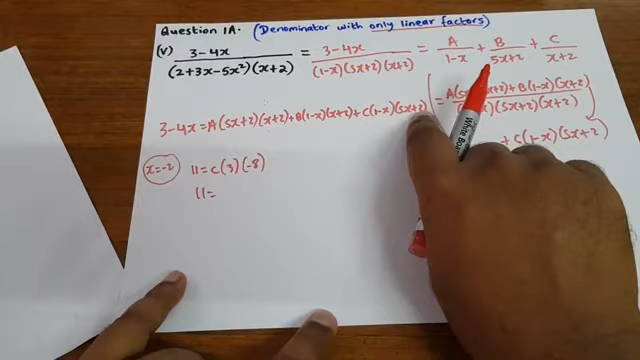 Question 1A: (Denominator with only linear factors)
(v) 3-4x / (2+3x-5x²)(x+2) = 3-4x / (1-x)(5x+2)(x+2) = A / 1-x + B / 5x+2 + C / x+2
3-4x = A(5x+2)(x+2)+B(1-x)(x+2)+C(1-x)(5x+2)
+ B(1-x)(x+2)
(5x+2)(x+2)
+ C(1-x)(5x+2)
x=-2 11=C(3)(-8)
11=